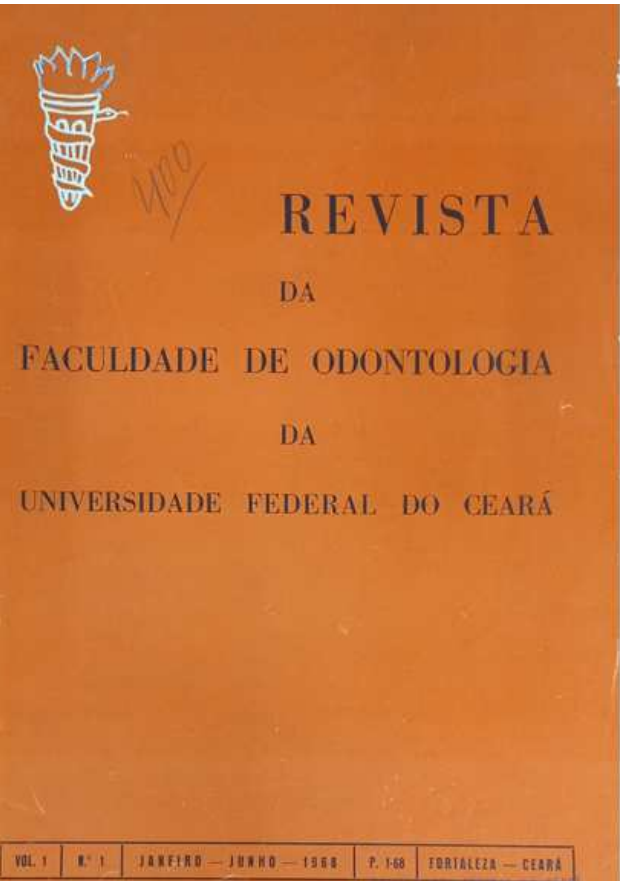 400
REVISTA
DA
FACULDADE DE ODONTOLOGIA
DA
UNIVERSIDADE FEDERAL DO CEARÁ
VOL. 1 N.º 1 JANEIRO — JUNHO — 1968 P. 1-68 FORTALEZA — CEARÁ